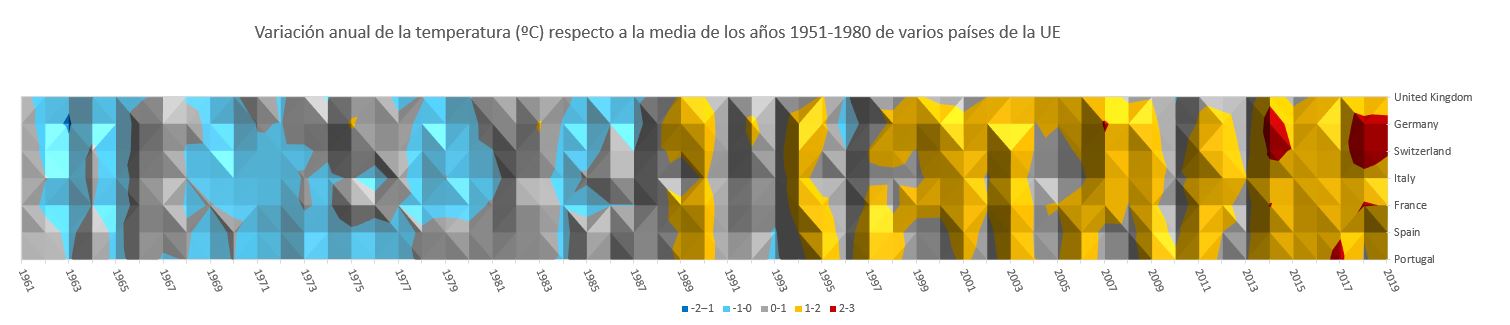 Variación anual de la temperatura (ºC) respecto a la media de los años 1951-1980 de varios países de la UE
United Kingdom
Germany
Switzerland
Italy
France
Spain
Portugal
1961 1963 1965 1967 1969 1971 1973 1975 1977 1979 1981 1983 1985 1987 1989 1991 1993 1995 1997 1999 2001 2003 2005 2007 2009 2011 2013 2015 2017 2019
-2--1 -1-0 0-1 1-2 2-3